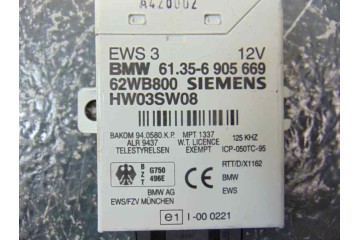 A420002
EWS 3 12V
BMW 61.35-6 905 669
62WB800 SIEMENS
HW03SW08
BAKOM 94.0580.K.P. MPT 1337 125 KHZ
ALR 9437 W.T. LICENCE ICP-050TC-95
TELESTYRELSEN EXEMPT
RTT/D/X1162
B Z T G750 496E BMW
BMW AG EWS
EWS/FZV MÜNCHEN
e1 I-00 0221